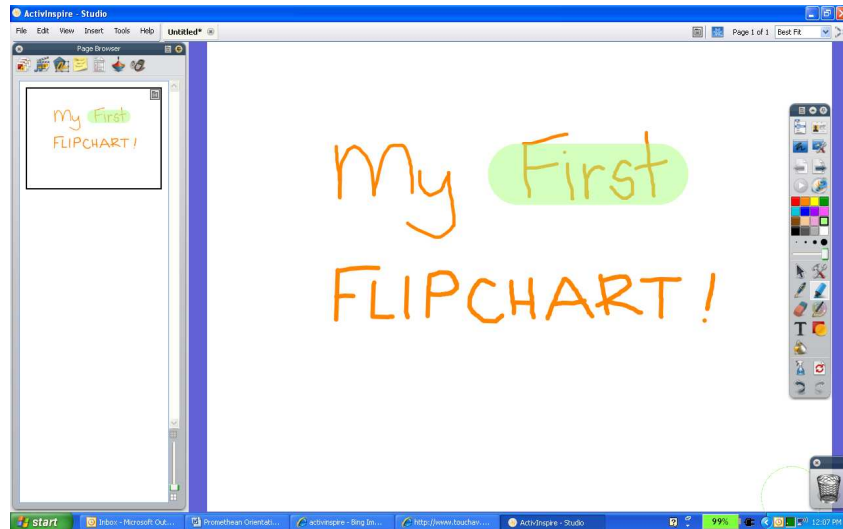 ActivInspire - Studio
File Edit View Insert Tools Help Untitled*
Page 1 of 1 Best Fit
Page Browser
My First
FLIPCHART!
My First
FLIPCHART!
T
start Inbox - Microsoft Out... Promethean Orientati... activinspire - Bing Im... http://www.touchav.... ActivInspire - Studio 99% 12:07 PM